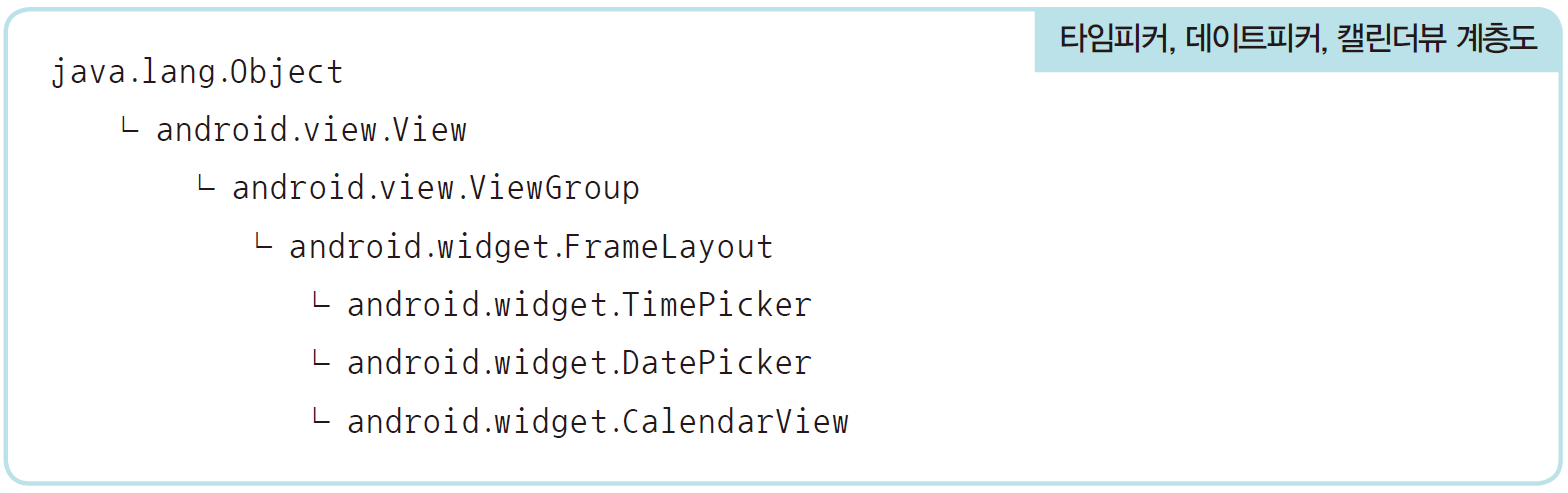 타임피커, 데이트피커, 캘린더뷰 계층도
java.lang.Object
└ android.view.View
└ android.view.ViewGroup
└ android.widget.FrameLayout
└ android.widget.TimePicker
└ android.widget.DatePicker
└ android.widget.CalendarView